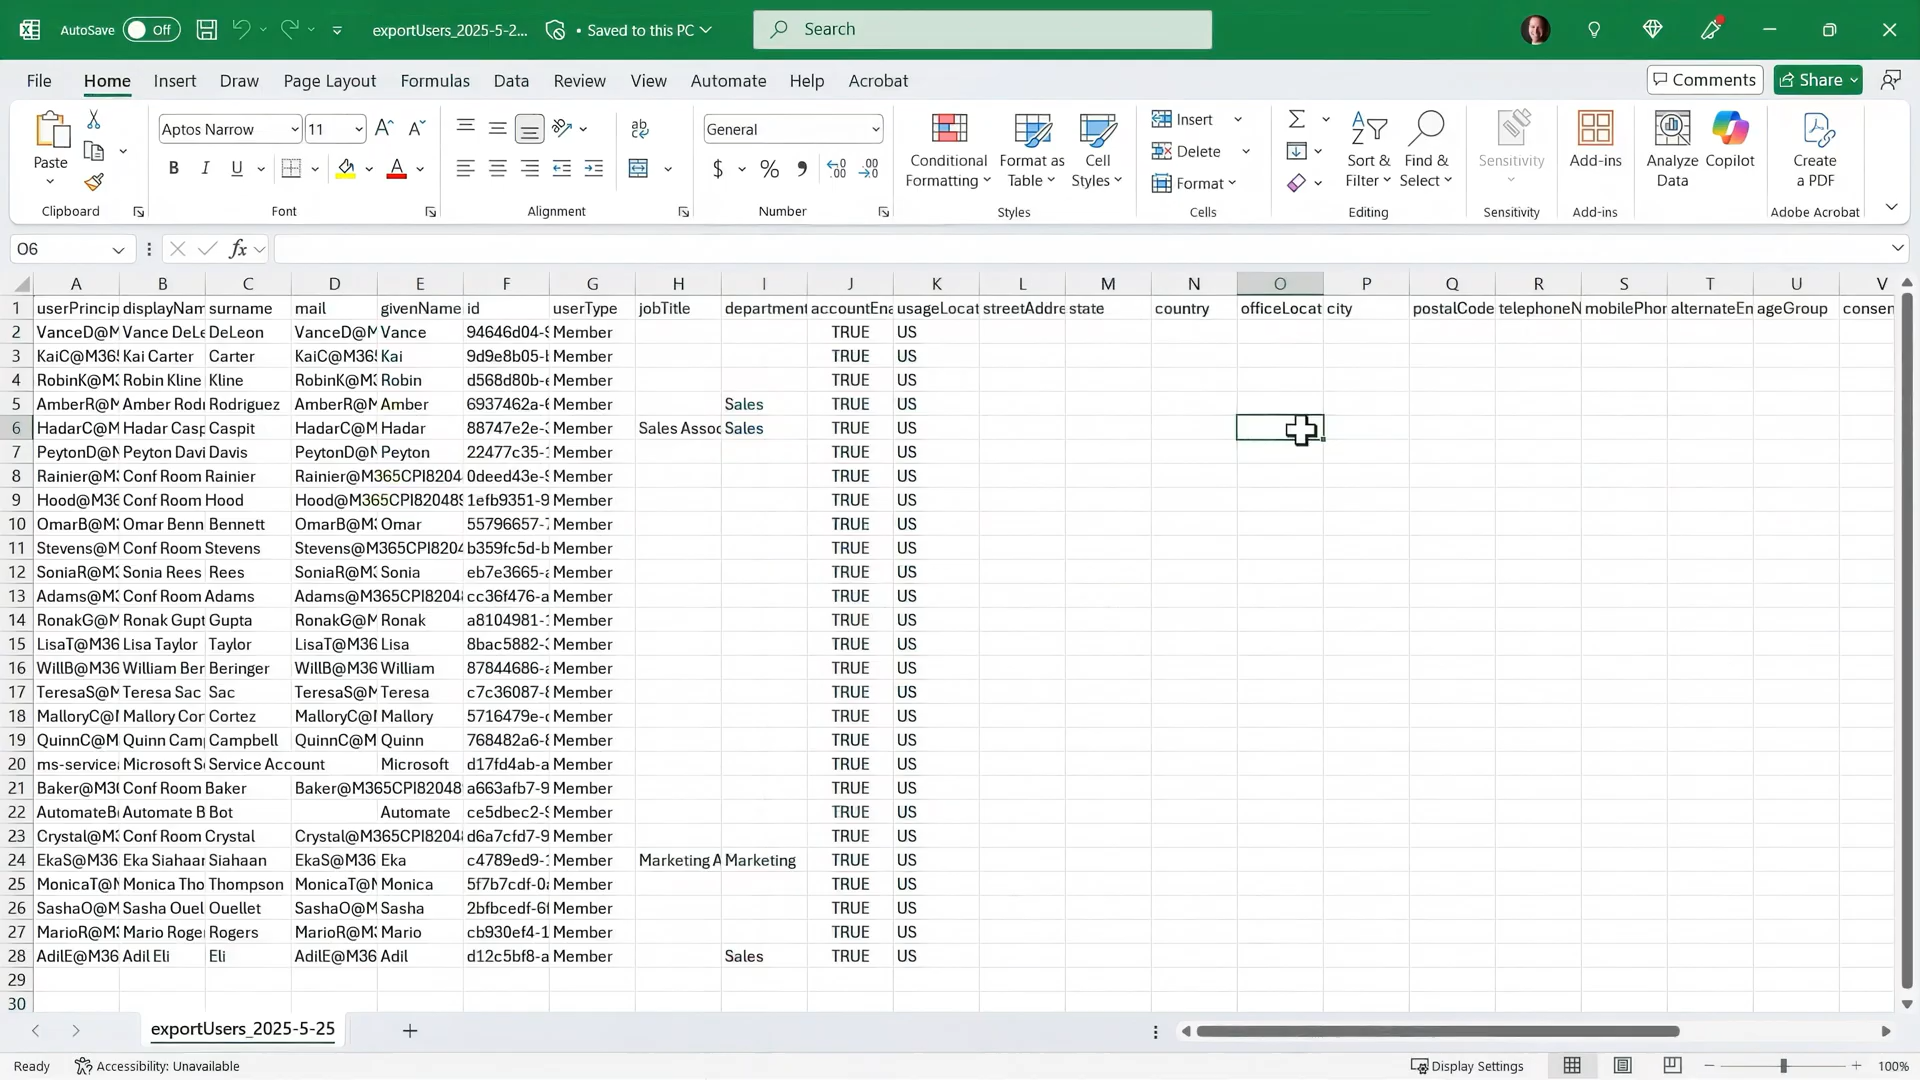 AutoSave Off exportUsers_2025-5-2... • Saved to this PC Search
File Home Insert Draw Page Layout Formulas Data Review View Automate Help Acrobat Comments Share
Paste Aptos Narrow 11 B I U ab General $ % Conditional Formatting Format as Table Cell Styles Insert Delete Format Sort & Filter Find & Select Sensitivity Add-ins Analyze Data Copilot Create a PDF
Clipboard Font Alignment Number Styles Cells Editing Sensitivity Add-ins Adobe Acrobat
O6 fx
A B C D E F G H I J K L M N O P Q R S T U V
1 userPrincip displayNam surname mail givenName id userType jobTitle department accountEna usageLocat streetAddre state country officeLocat city postalCode telephoneN mobilePhor alternateEn ageGroup consen
2 VanceD@M Vance DeLe DeLeon VanceD@M Vance 94646d04-9 Member TRUE US
3 KaiC@M365 Kai Carter Carter KaiC@M365 Kai 9d9e8b05-b Member TRUE US
4 RobinK@M3 Robin Kline Kline RobinK@M3 Robin d568d80b-e Member TRUE US
5 AmberR@M Amber Rodr Rodriguez AmberR@M Amber 6937462a-6 Member Sales TRUE US
6 HadarC@M Hadar Casp Caspit HadarC@M Hadar 88747e2e-3 Member Sales Assoc Sales TRUE US
7 PeytonD@N Peyton Davi Davis PeytonD@N Peyton 22477c35-1 Member TRUE US
8 Rainier@M3 Conf Room Rainier Rainier@M365CPI8204 0deed43e-9 Member TRUE US
9 Hood@M36 Conf Room Hood Hood@M365CPI820489 1efb9351-9 Member TRUE US
10 OmarB@M3 Omar Benn Bennett OmarB@M3 Omar 55796657-7 Member TRUE US
11 Stevens@M Conf Room Stevens Stevens@M365CPI8204 b359fc5d-b Member TRUE US
12 SoniaR@M3 Sonia Rees Rees SoniaR@M3 Sonia eb7e3665-a Member TRUE US
13 Adams@M3 Conf Room Adams Adams@M365CPI82048 cc36f476-a Member TRUE US
14 RonakG@M Ronak Gupt Gupta RonakG@M Ronak a8104981-1 Member TRUE US
15 LisaT@M36 Lisa Taylor Taylor LisaT@M36 Lisa 8bac5882-3 Member TRUE US
16 WillB@M36 William Ber Beringer WillB@M36 William 87844686-a Member TRUE US
17 TeresaS@M Teresa Sac Sac TeresaS@M Teresa c7c36087-8 Member TRUE US
18 MalloryC@M Mallory Cor Cortez MalloryC@M Mallory 5716479e-c Member TRUE US
19 QuinnC@M Quinn Camp Campbell QuinnC@M Quinn 768482a6-8 Member TRUE US
20 ms-service Microsoft Se Service Account Microsoft d17fd4ab-a Member TRUE US
21 Baker@M36 Conf Room Baker Baker@M365CPI82048 a663afb7-9 Member TRUE US
22 AutomateB Automate B Bot Automate ce5dbec2-9 Member TRUE US
23 Crystal@M3 Conf Room Crystal Crystal@M365CPI82048 d6a7cfd7-9 Member TRUE US
24 EkaS@M36 Eka Siahaan Siahaan EkaS@M36 Eka c4789ed9-1 Member Marketing A Marketing TRUE US
25 MonicaT@M Monica Tho Thompson MonicaT@M Monica 5f7b7cdf-0a Member TRUE US
26 SashaO@M Sasha Ouel Ouellet SashaO@M Sasha 2bfbcedf-6f Member TRUE US
27 MarioR@M3 Mario Roge Rogers MarioR@M3 Mario cb930ef4-1 Member TRUE US
28 AdilE@M36 Adil Eli Eli AdilE@M36 Adil d12c5bf8-a Member Sales TRUE US
29
30
exportUsers_2025-5-25
Ready Accessibility: Unavailable Display Settings 100%